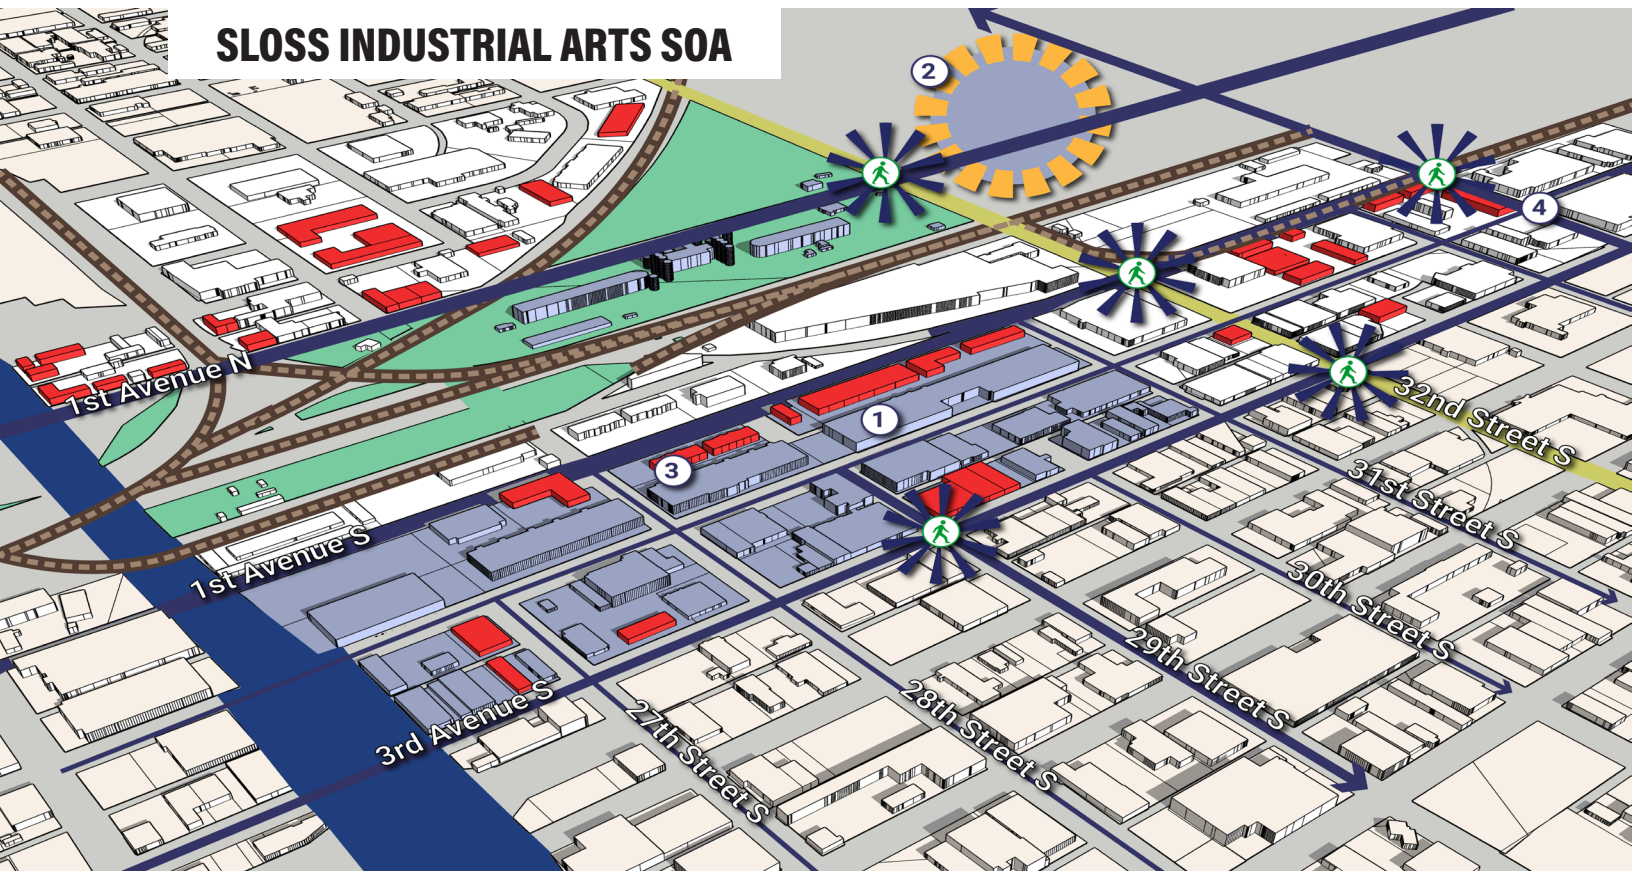 SLOSS INDUSTRIAL ARTS SOA
2
4
1st Avenue N
1
32nd Street S
3
31st Street S
1st Avenue S
30th Street S
29th Street S
3rd Avenue S
28th Street S
27th Street S